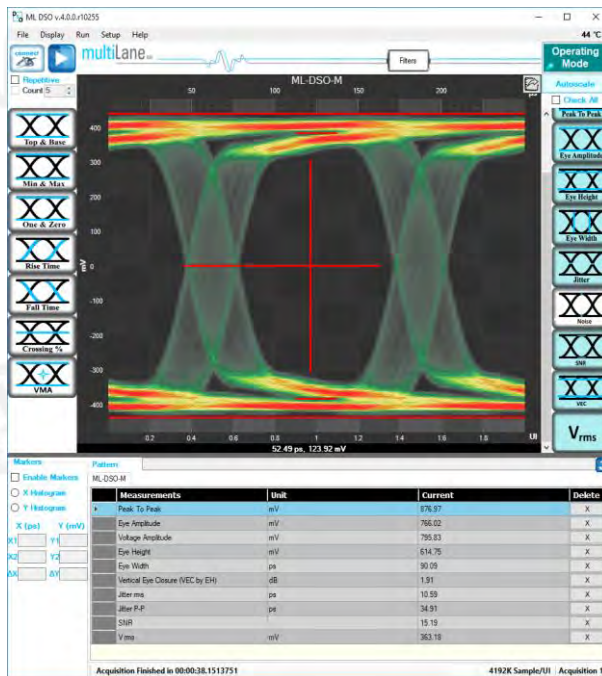 ML DSO v.4.0.0.r10255
File Display Run Setup Help 44 °C
CONNECT multiLane Filters Operating Mode
Repetitive
Count 5
Autoscale
Check All
Top & Base
Min & Max
One & Zero
Rise Time
Fall Time
Crossing %
VMA
ML-DSO-M
50 100 150 200
400
300
200
100
0
-100
-200
-300
-400
mV
0.2 0.4 0.6 0.8 1 1.2 1.4 1.6 1.8 UI
52.49 ps, 123.92 mV
Peak To Peak
Eye Amplitude
Eye Height
Eye Width
Jitter
Noise
SNR
VEC
Vrms
Markers
Enable Markers
X Histogram
Y Histogram
X (ps) Y (mV)
X1 Y1
X2 Y2
ΔX ΔY
Pattern
ML-DSO-M
Measurements Unit Current Delete
Peak To Peak mV 876.97 X
Eye Amplitude mV 766.02 X
Voltage Amplitude mV 795.83 X
Eye Height mV 614.75 X
Eye Width ps 90.09 X
Vertical Eye Closure (VEC by EH) dB 1.91 X
Jitter rms ps 10.59 X
Jitter P-P ps 34.91 X
SNR 15.19 X
V rms mV 363.18 X
Acquisition Finished in 00:00:38.1513751 4192K Sample/UI Acquisition 1